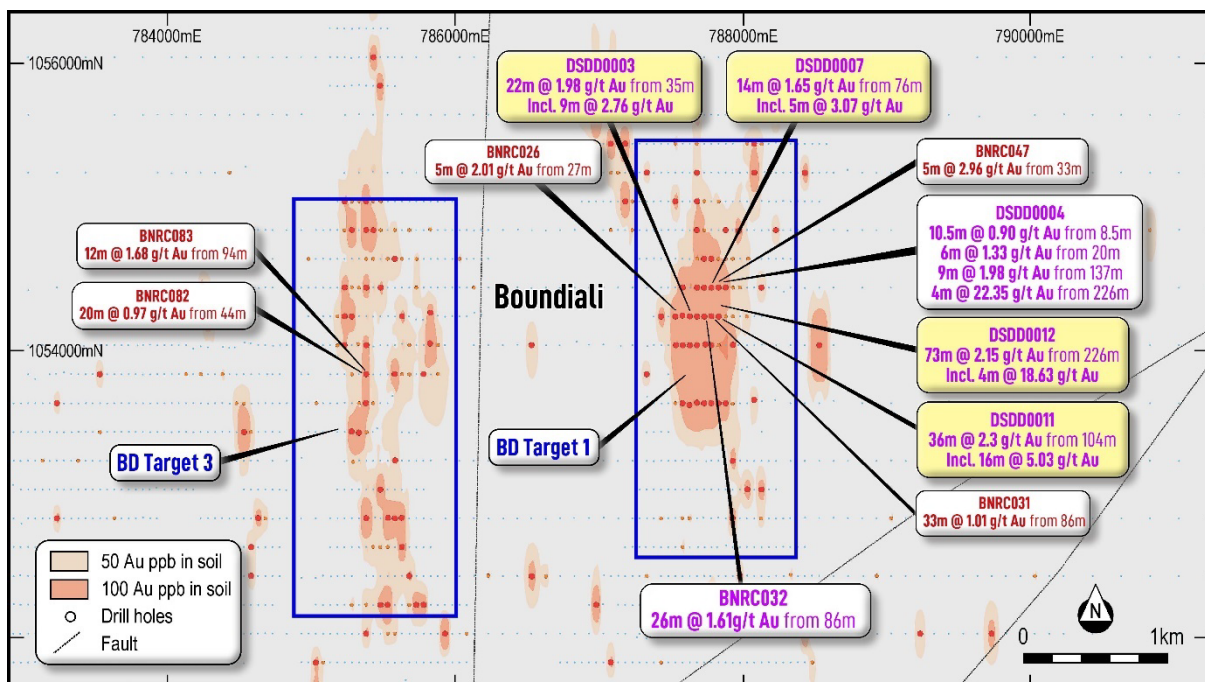 784000mE
786000mE
788000mE
790000mE
1056000mN
1054000mN
DSDD0003
22m @ 1.98 g/t Au from 35m
Incl. 9m @ 2.76 g/t Au
DSDD0007
14m @ 1.65 g/t Au from 76m
Incl. 5m @ 3.07 g/t Au
BNRC026
5m @ 2.01 g/t Au from 27m
BNRC047
5m @ 2.96 g/t Au from 33m
DSDD0004
10.5m @ 0.90 g/t Au from 8.5m
6m @ 1.33 g/t Au from 20m
9m @ 1.98 g/t Au from 137m
4m @ 22.35 g/t Au from 226m
BNRC083
12m @ 1.68 g/t Au from 94m
BNRC082
20m @ 0.97 g/t Au from 44m
Boundiali
DSDD0012
73m @ 2.15 g/t Au from 226m
Incl. 4m @ 18.63 g/t Au
BD Target 3
BD Target 1
DSDD0011
36m @ 2.3 g/t Au from 104m
Incl. 16m @ 5.03 g/t Au
BNRC031
33m @ 1.01 g/t Au from 86m
BNRC032
26m @ 1.61g/t Au from 86m
50 Au ppb in soil
100 Au ppb in soil
Drill holes
Fault
N
0 1km